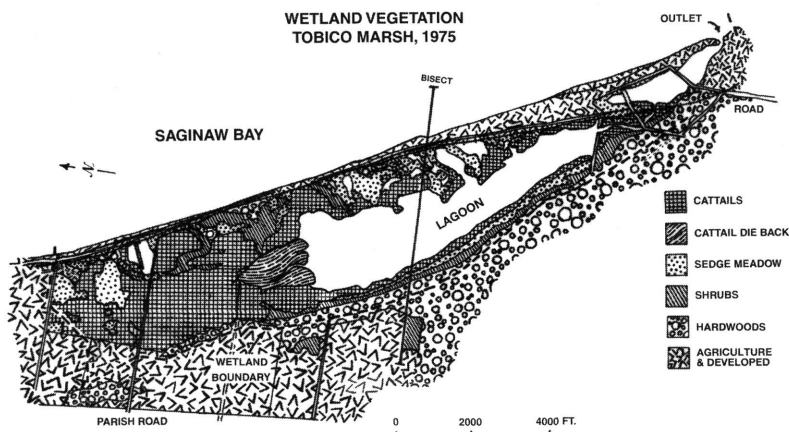 WETLAND VEGETATION
TOBICO MARSH, 1975
OUTLET
BISECT
ROAD
SAGINAW BAY
N
LAGOON
CATTAILS
CATTAIL DIE BACK
SEDGE MEADOW
SHRUBS
HARDWOODS
AGRICULTURE
& DEVELOPED
WETLAND
BOUNDARY
PARISH ROAD
0 2000 4000 FT.